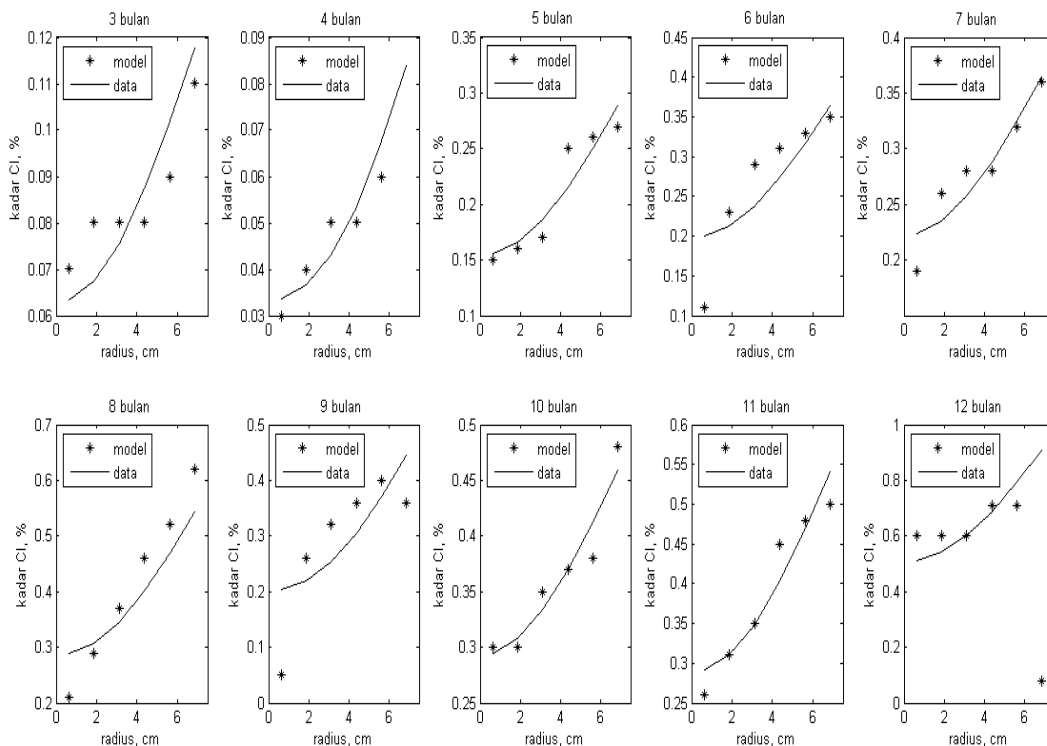 3 bulan
0.12
0.11
0.1
0.09
0.08
0.07
0.06
model
data
kadar Cl, %
0 2 4 6
radius, cm
4 bulan
0.09
0.08
0.07
0.06
0.05
0.04
0.03
model
data
kadar Cl, %
0 2 4 6
radius, cm
5 bulan
0.35
0.3
0.25
0.2
0.15
0.1
model
data
kadar Cl, %
0 2 4 6
radius, cm
6 bulan
0.45
0.4
0.35
0.3
0.25
0.2
0.15
0.1
model
data
kadar Cl, %
0 2 4 6
radius, cm
7 bulan
0.4
0.35
0.3
0.25
0.2
model
data
kadar Cl, %
0 2 4 6
radius, cm
8 bulan
0.7
0.6
0.5
0.4
0.3
0.2
model
data
kadar Cl, %
0 2 4 6
radius, cm
9 bulan
0.5
0.4
0.3
0.2
0.1
0
model
data
kadar Cl, %
0 2 4 6
radius, cm
10 bulan
0.5
0.45
0.4
0.35
0.3
0.25
model
data
kadar Cl, %
0 2 4 6
radius, cm
11 bulan
0.6
0.55
0.5
0.45
0.4
0.35
0.3
0.25
model
data
kadar Cl, %
0 2 4 6
radius, cm
12 bulan
1
0.8
0.6
0.4
0.2
0
model
data
kadar Cl, %
0 2 4 6
radius, cm